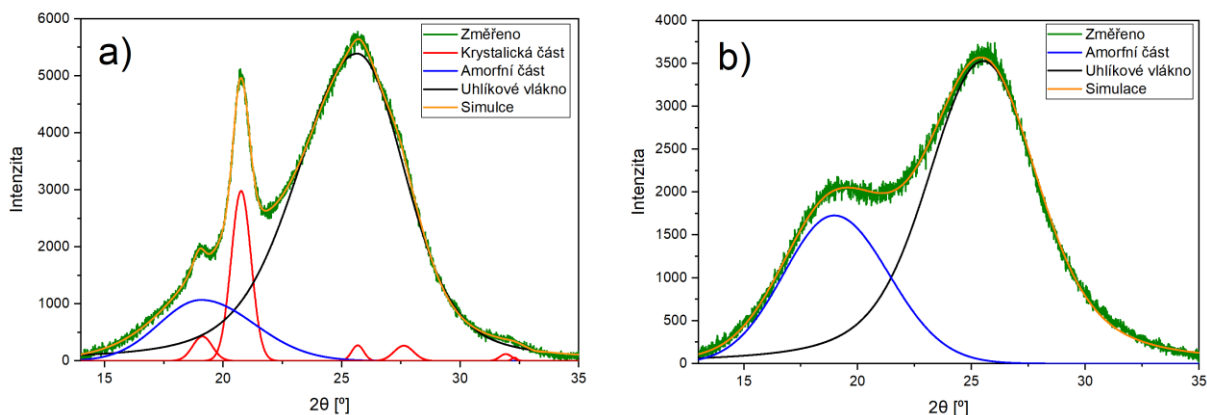 a)
Změřeno
Krystalická část
Amorfní část
Uhlíkové vlákno
Simulce
Intenzita
6000
5000
4000
3000
2000
1000
0
15
20
25
30
35
2θ [º]
b)
Změřeno
Amorfní část
Uhlíkové vlákno
Simulace
Intenzita
4000
3500
3000
2500
2000
1500
1000
500
0
15
20
25
30
35
2θ [º]